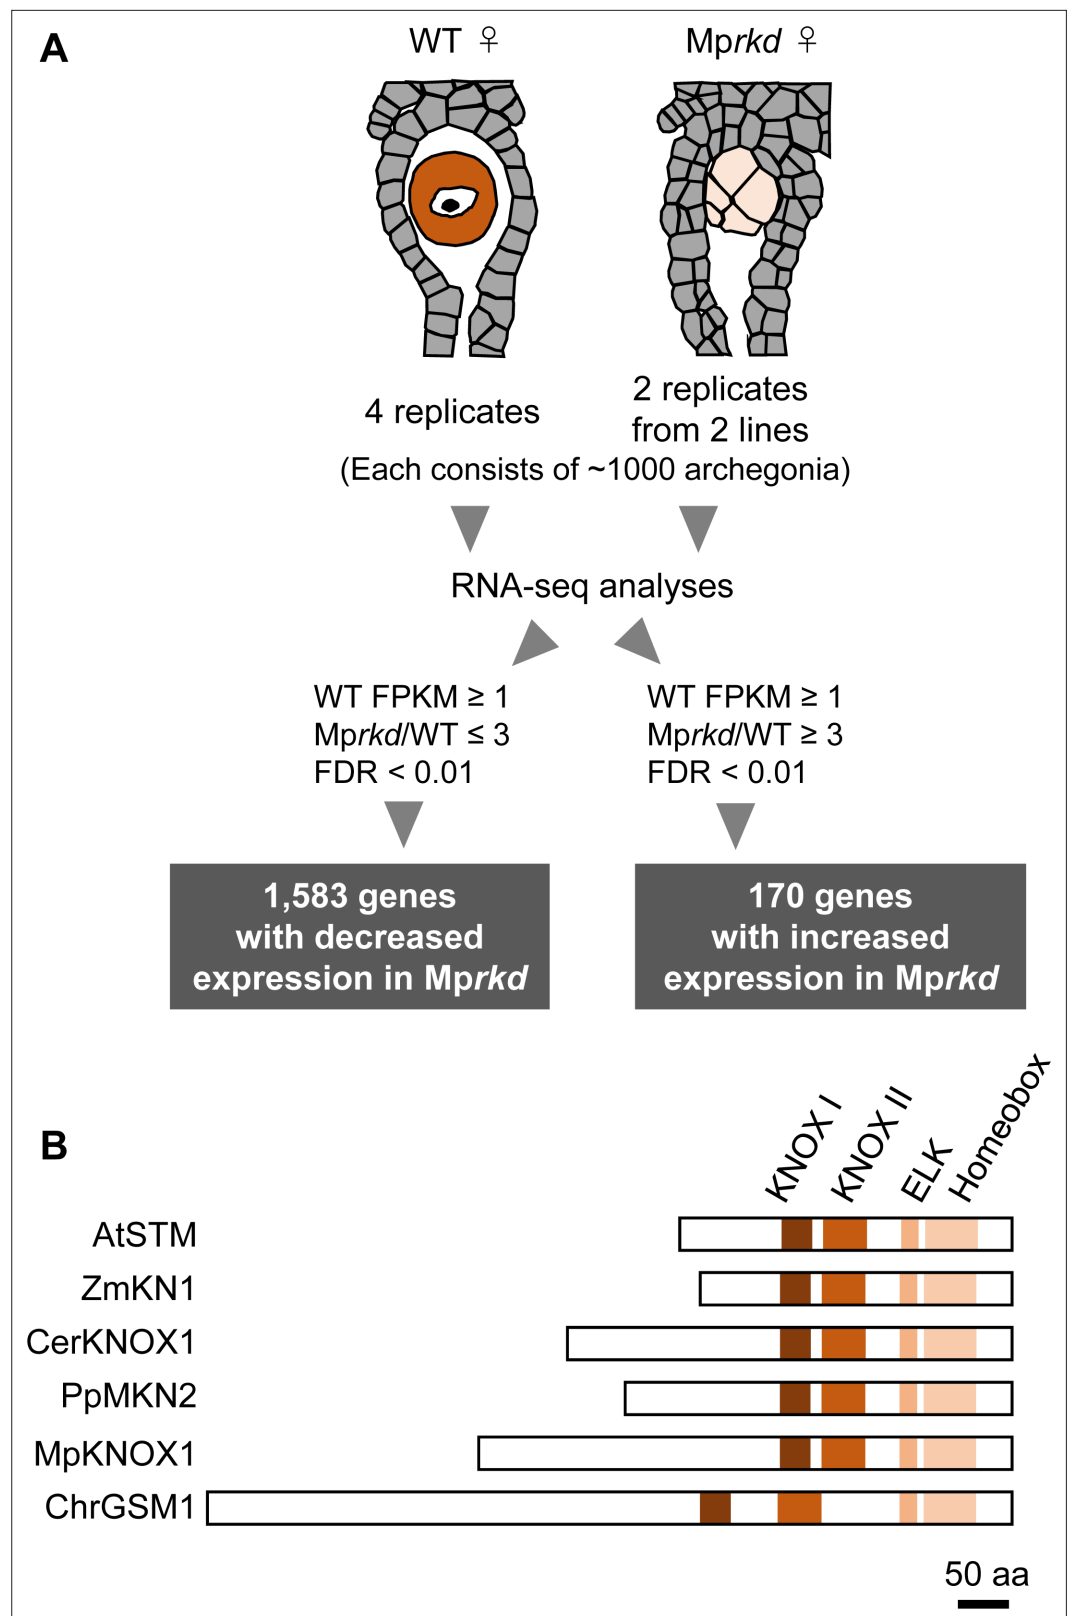 A
WT ♀
Mprkd ♀
4 replicates
2 replicates
from 2 lines
(Each consists of ~1000 archegonia)
RNA-seq analyses
WT FPKM ≥ 1
Mprkd/WT ≤ 3
FDR < 0.01
WT FPKM ≥ 1
Mprkd/WT ≥ 3
FDR < 0.01
1,583 genes
with decreased
expression in Mprkd
170 genes
with increased
expression in Mprkd
B
KNOX I
KNOX II
ELK
Homeobox
AtSTM
ZmKN1
CerKNOX1
PpMKN2
MpKNOX1
ChrGSM1
50 aa